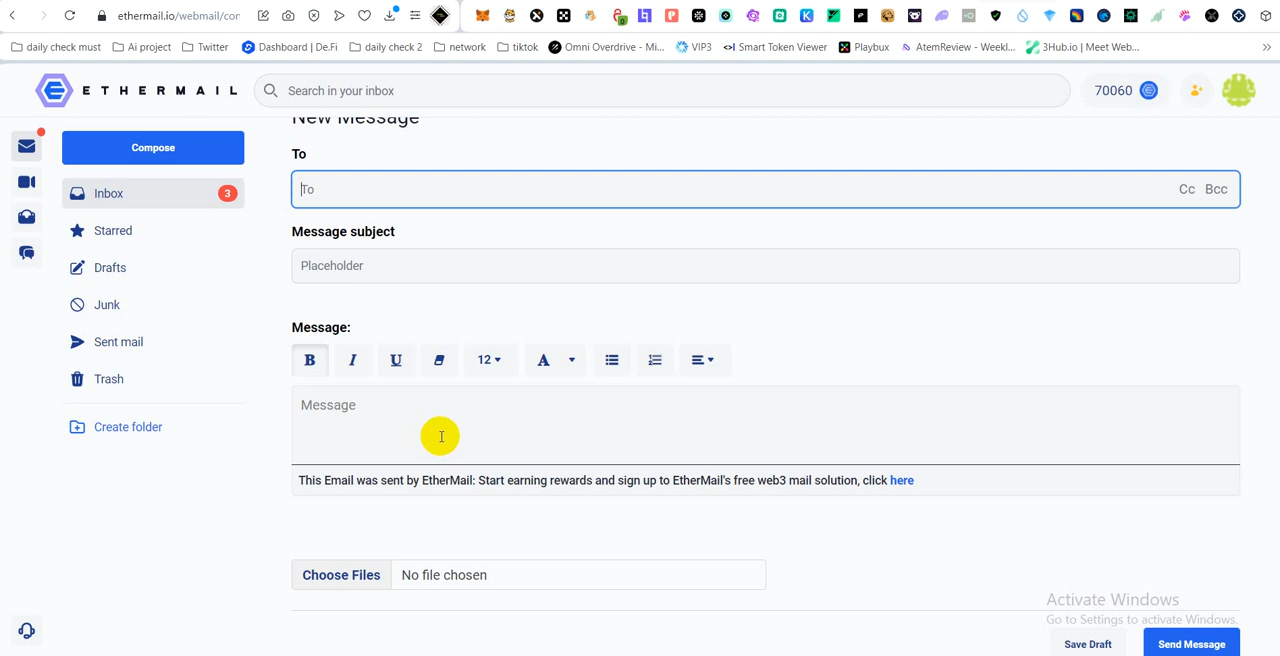 ethermail.io/webmail/cor
daily check must
Ai project
Twitter
Dashboard | De.Fi
daily check 2
network
tiktok
Omni Overdrive - Mi...
VIP3
Smart Token Viewer
Playbux
AtemReview - Weekl...
3Hub.io | Meet Web...
ETHERMAIL
Search in your inbox
70060
New Message
Compose
To
To
Cc Bcc
Inbox
3
Starred
Message subject
Placeholder
Drafts
Junk
Message:
Sent mail
B I U 12 A
Trash
Message
Create folder
This Email was sent by EtherMail: Start earning rewards and sign up to EtherMail's free web3 mail solution, click here
Choose Files No file chosen
Activate Windows
Go to Settings to activate Windows.
Save Draft
Send Message